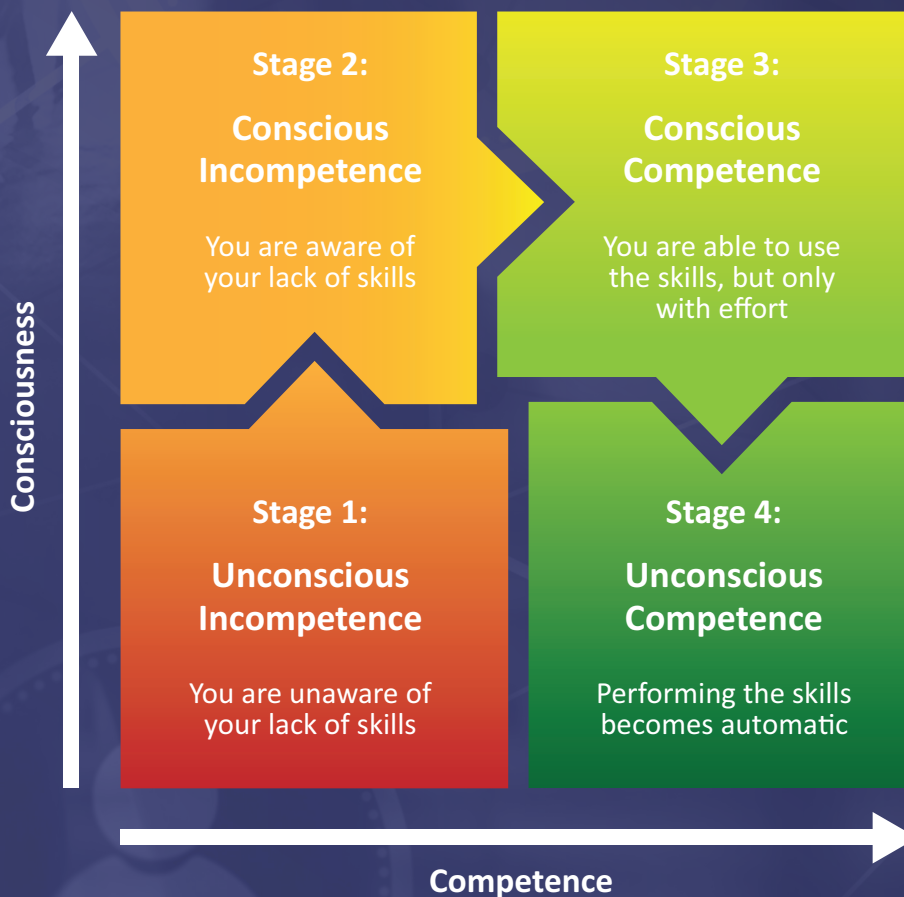 Consciousness
Stage 2:
Conscious
Incompetence
You are aware of
your lack of skills
Stage 3:
Conscious
Competence
You are able to use
the skills, but only
with effort
Stage 1:
Unconscious
Incompetence
You are unaware of
your lack of skills
Stage 4:
Unconscious
Competence
Performing the skills
becomes automatic
Competence